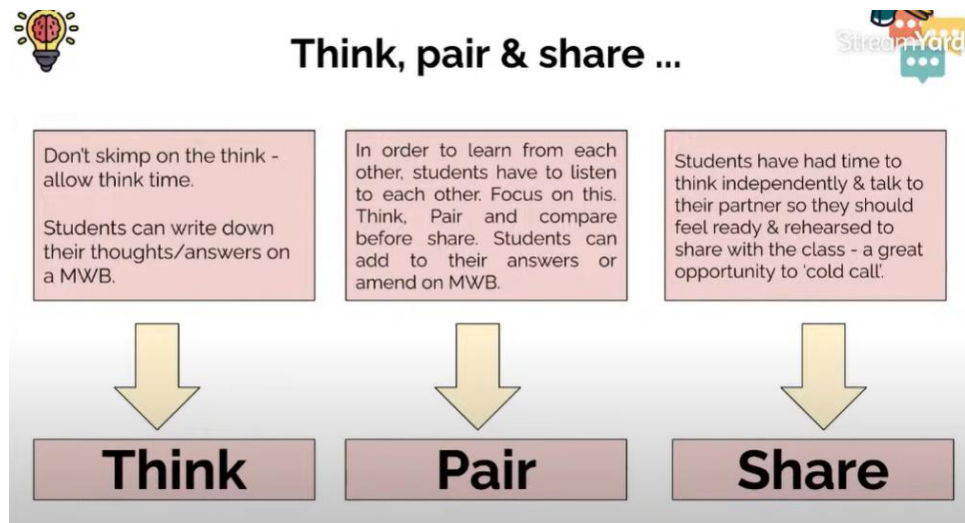 Think, pair & share ...
StreamYard
Don't skimp on the think -
allow think time.
Students can write down
their thoughts/answers on
a MWB.
In order to learn from each
other, students have to listen
to each other. Focus on this.
Think, Pair and compare
before share. Students can
add to their answers or
amend on MWB.
Students have had time to
think independently & talk to
their partner so they should
feel ready & rehearsed to
share with the class - a great
opportunity to 'cold call'.
Think
Pair
Share